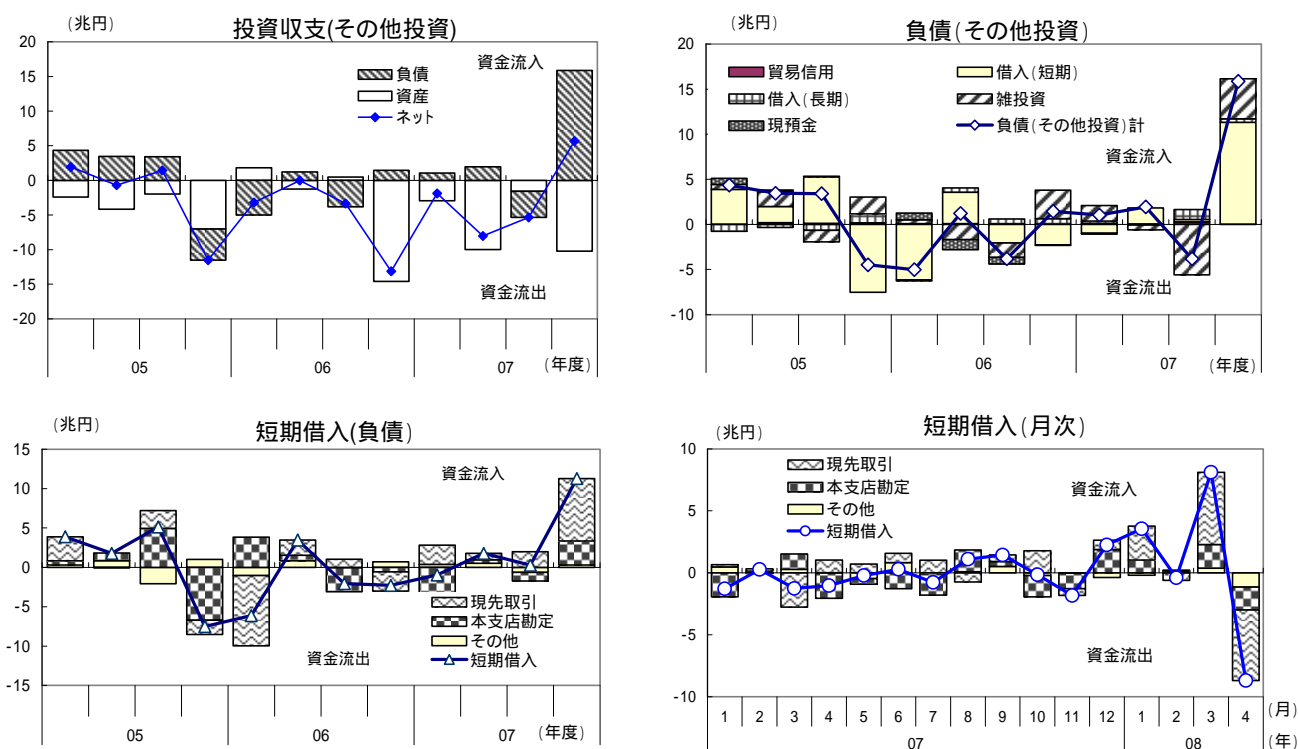 (兆円)
投資収支(その他投資)
20
15
10
5
0
-5
-10
-15
-20
負債
資産
ネット
資金流入
資金流出
05
06
07
(年度)
(兆円)
負債(その他投資)
20
15
10
5
0
-5
-10
貿易信用
借入(短期)
借入(長期)
雑投資
現預金
負債(その他投資)計
資金流入
資金流出
05
06
07
(年度)
(兆円)
短期借入(負債)
15
10
5
0
-5
-10
-15
資金流入
現先取引
本支店勘定
その他
短期借入
資金流出
05
06
07
(年度)
(兆円)
短期借入(月次)
10
5
0
-5
-10
現先取引
本支店勘定
その他
短期借入
資金流入
資金流出
1 2 3 4 5 6 7 8 9 10 11 12 1 2 3 4 (月)
07 08 (年)